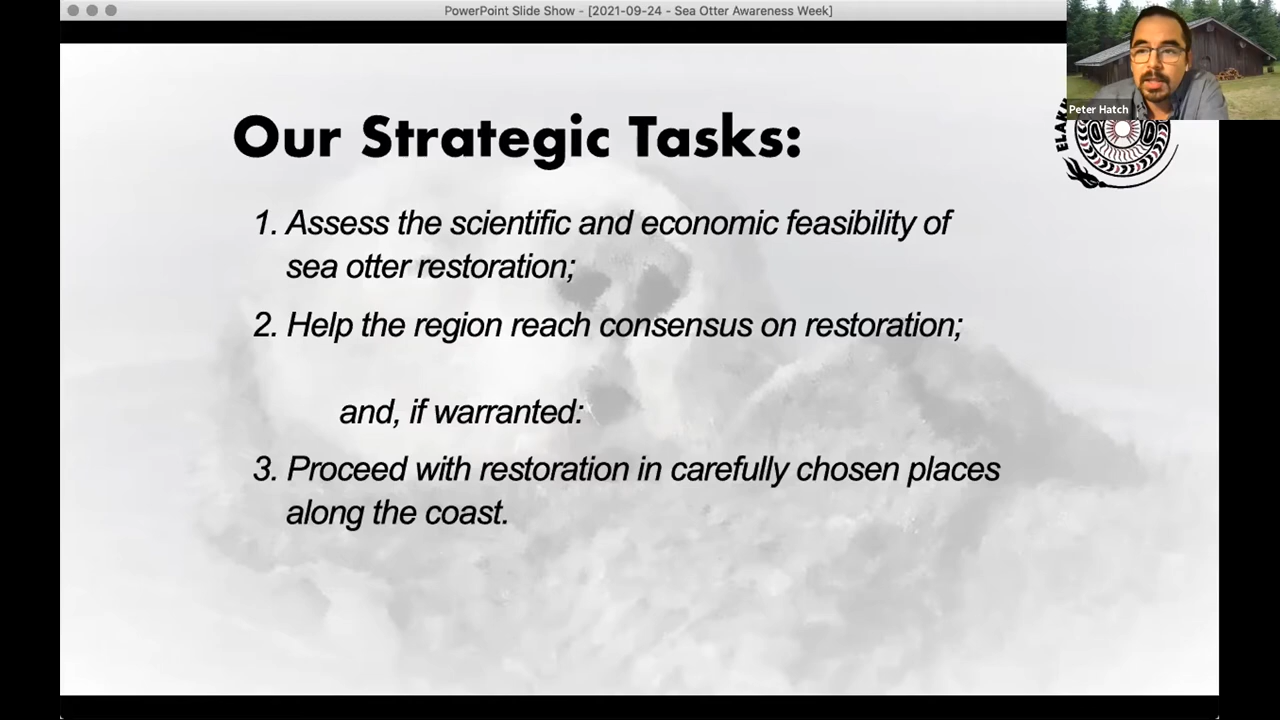 PowerPoint Slide Show - [2021-09-24 - Sea Otter Awareness Week]
Peter Hatch
Our Strategic Tasks:
1. Assess the scientific and economic feasibility of
sea otter restoration;
2. Help the region reach consensus on restoration;
and, if warranted:
3. Proceed with restoration in carefully chosen places
along the coast.